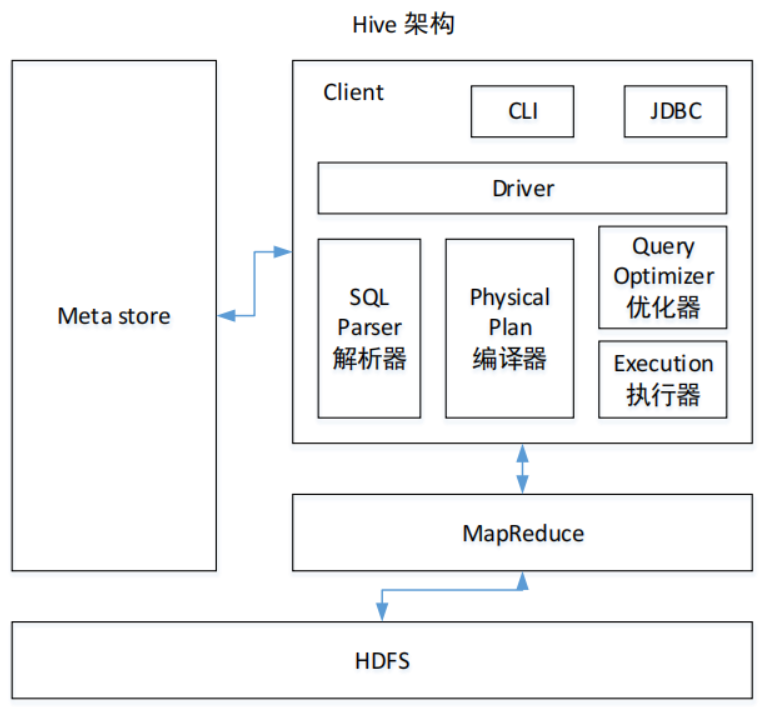 Hive 架构
Client
CLI
JDBC
Driver
Meta store
SQL
Parser
解析器
Physical
Plan
编译器
Query
Optimizer
优化器
Execution
执行器
MapReduce
HDFS